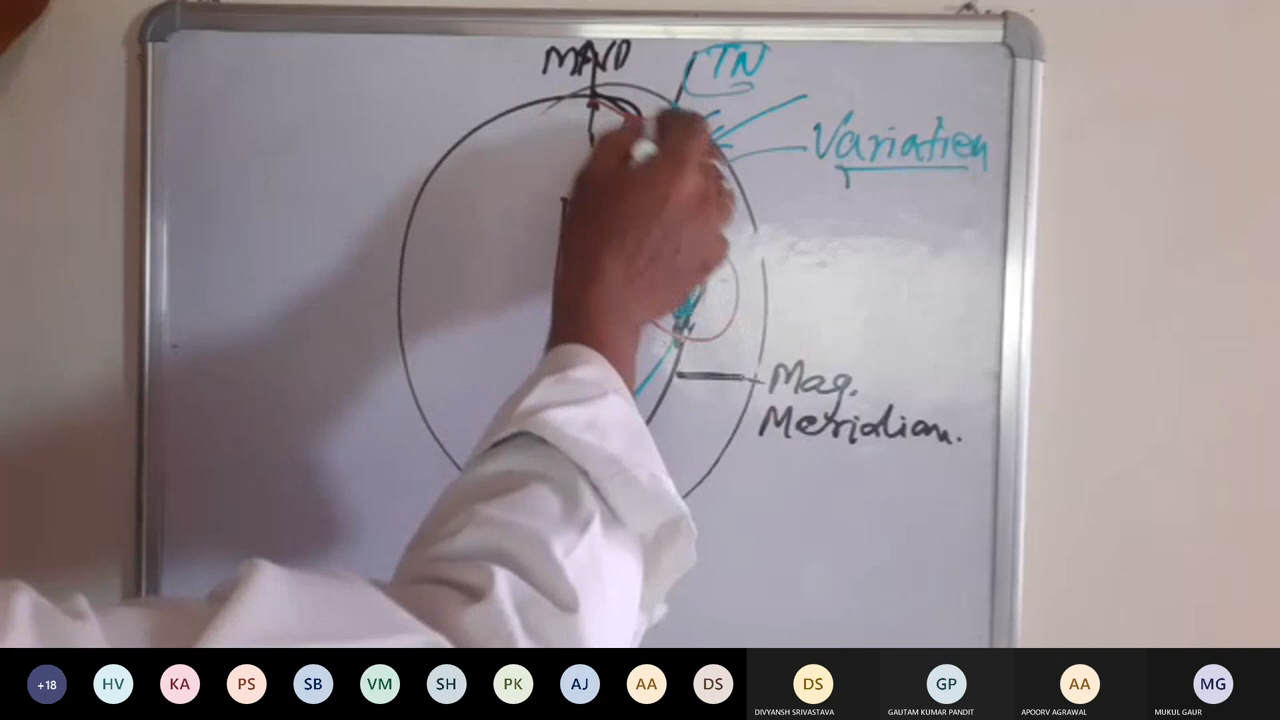 TN
Variation
Mag.
Meridian.
+18
HV
KA
PS
SB
VM
SH
PK
AJ
AA
DS
DS
GP
AA
MG
DIVYANSH SRIVASTAVA
GAUTAM KUMAR PANDIT
APOORV AGRAWAL
MUKUL GAUR